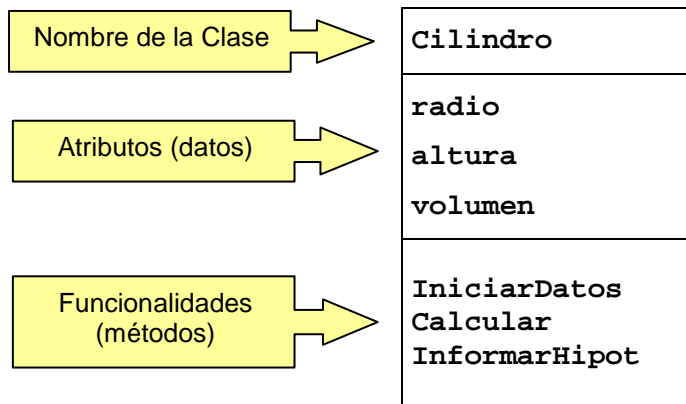 Nombre de la Clase
Cilindro
Atributos (datos)
radio
altura
volumen
Funcionalidades
(métodos)
IniciarDatos
Calcular
InformarHipot